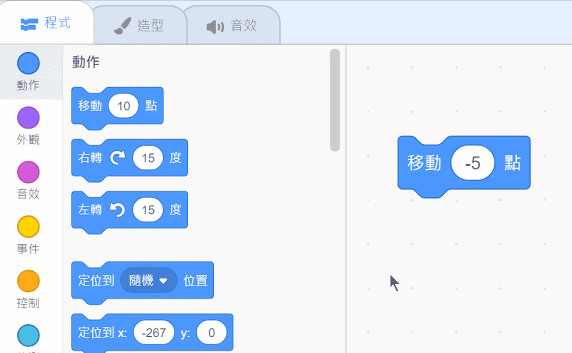 程式
造型
音效
動作
外觀
音效
事件
控制
動作
移動 10 點
右轉 15 度
左轉 15 度
定位到 隨機 位置
定位到 x: -267 y: 0
移動 -5 點